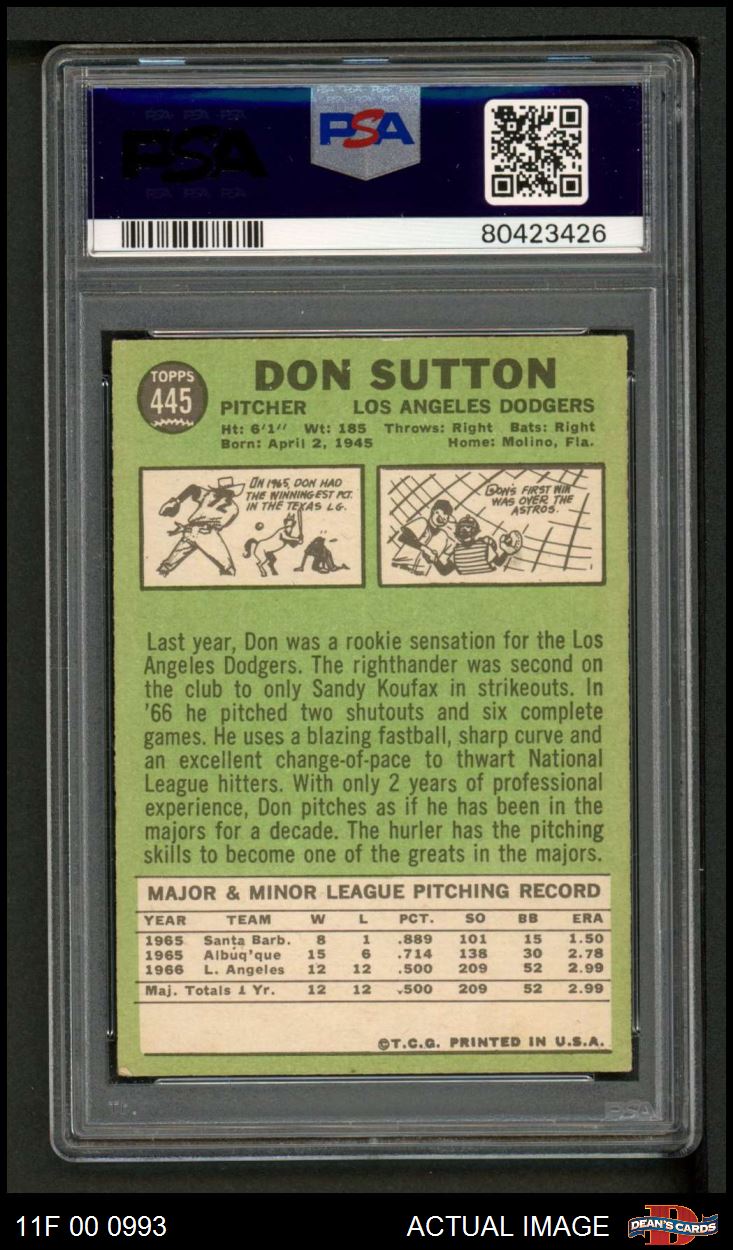 PSA
PSA
80423426
TOPPS
445
DON SUTTON
PITCHER LOS ANGELES DODGERS
Ht: 6'1" Wt: 185 Throws: Right Bats: Right
Born: April 2, 1945 Home: Molino, Fla.
IN 1965, DON HAD
THE WINNINGEST PCT.
IN THE TEXAS LG.
DON'S FIRST WIN
WAS OVER THE
ASTROS.
Last year, Don was a rookie sensation for the Los
Angeles Dodgers. The righthander was second on
the club to only Sandy Koufax in strikeouts. In
'66 he pitched two shutouts and six complete
games. He uses a blazing fastball, sharp curve and
an excellent change-of-pace to thwart National
League hitters. With only 2 years of professional
experience, Don pitches as if he has been in the
majors for a decade. The hurler has the pitching
skills to become one of the greats in the majors.
MAJOR & MINOR LEAGUE PITCHING RECORD
YEAR TEAM W L PCT. SO BB ERA
1965 Santa Barb. 8 1 .889 101 15 1.50
1965 Albuq'que 15 6 .714 138 30 2.78
1966 L. Angeles 12 12 .500 209 52 2.99
Maj. Totals 1 Yr. 12 12 .500 209 52 2.99
©T.C.G. PRINTED IN U.S.A.
PSA
11F 00 0993 ACTUAL IMAGE DEAN'S CARDS